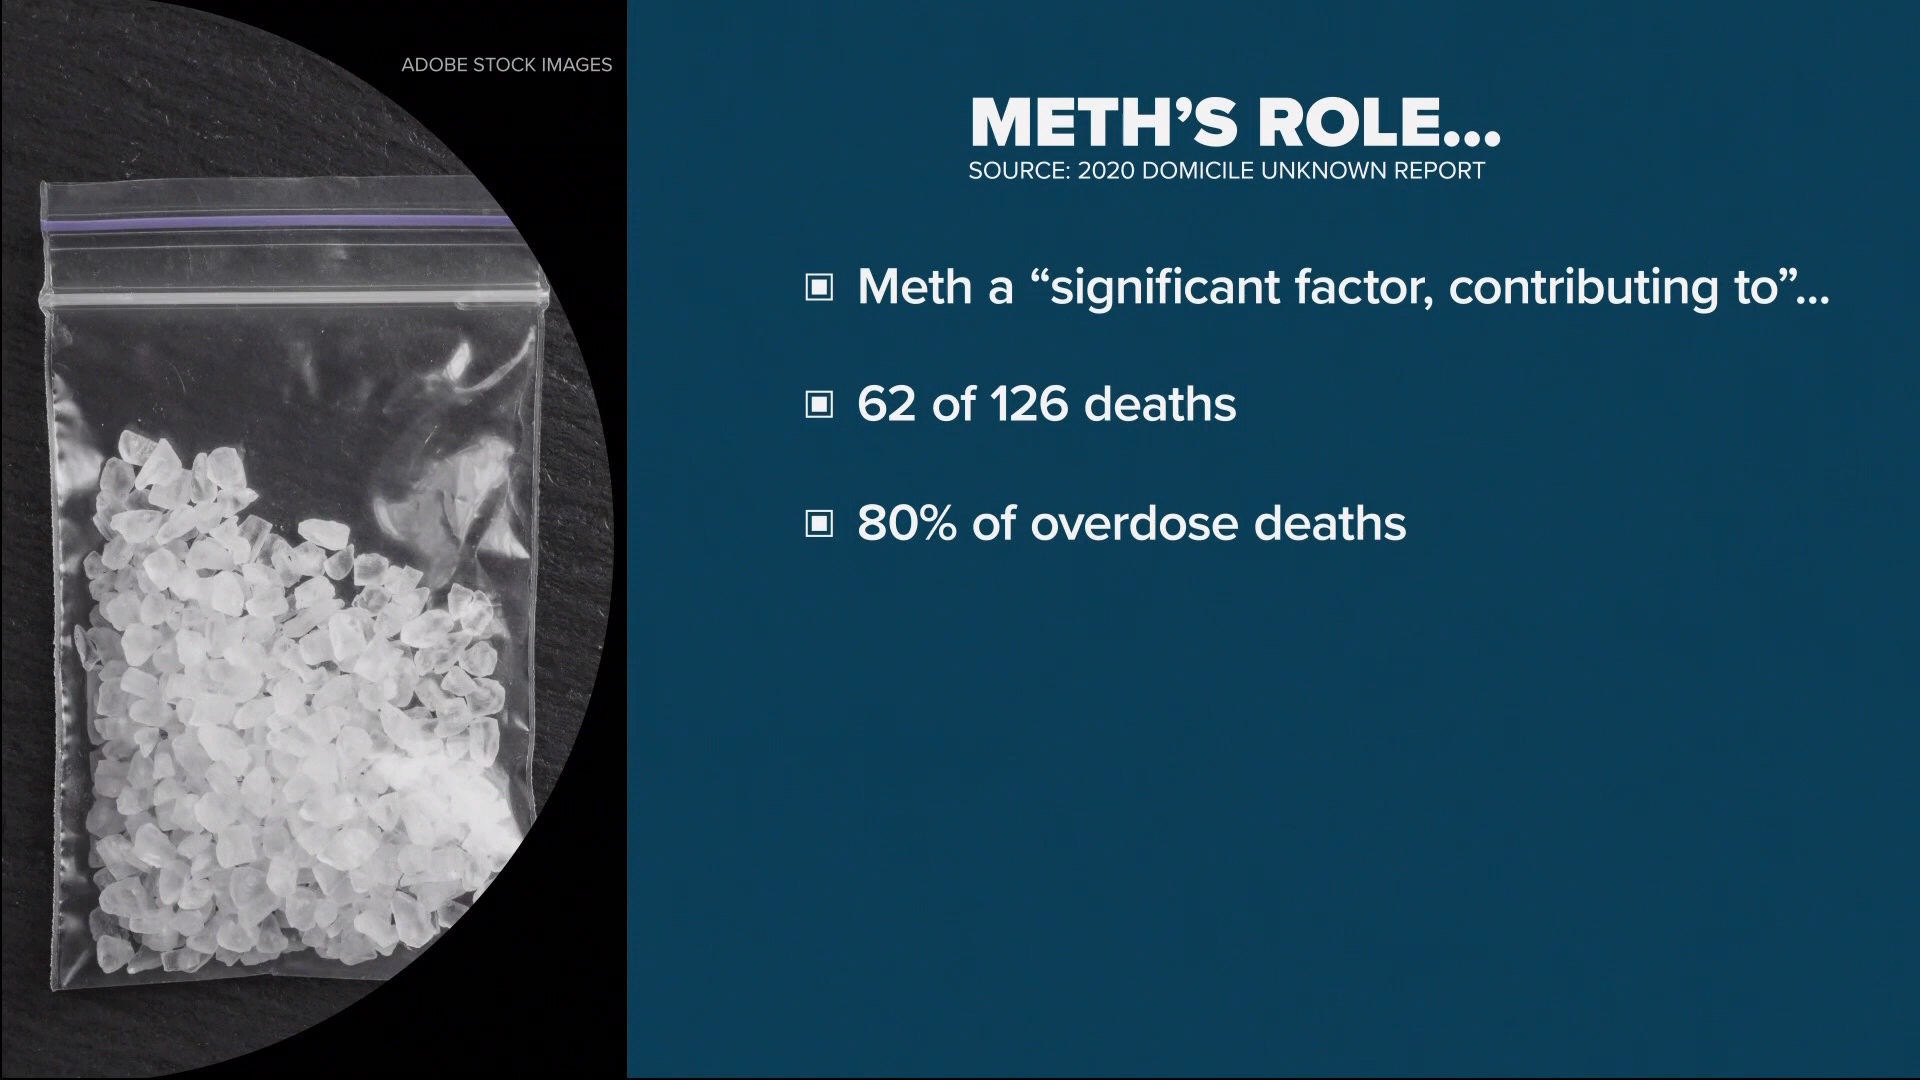 ADOBE STOCK IMAGES
METH’S ROLE...
SOURCE: 2020 DOMICILE UNKNOWN REPORT
Meth a “significant factor, contributing to”...
62 of 126 deaths
80% of overdose deaths